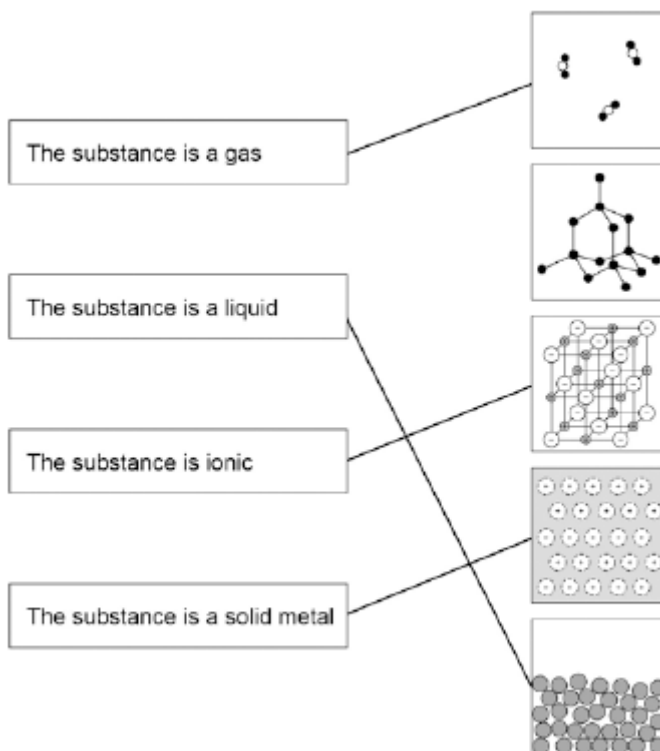 The substance is a gas
The substance is a liquid
The substance is ionic
The substance is a solid metal